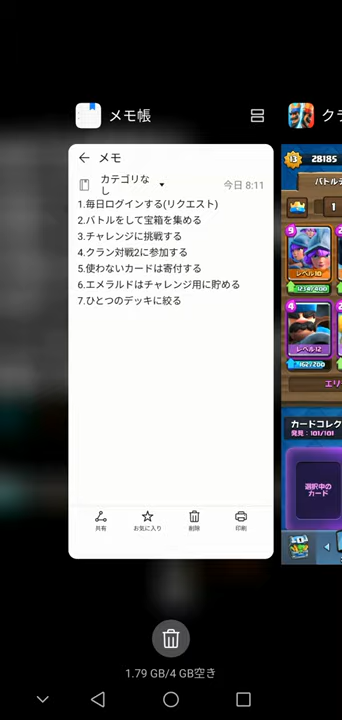 メモ帳
クラ
メモ
カテゴリなし
今日 8:11
1.毎日ログインする(リクエスト)
2.バトルをして宝箱を集める
3.チャレンジに挑戦する
4.クラン対戦2に参加する
5.使わないカードは寄付する
6.エメラルドはチャレンジ用に貯める
7.ひとつのデッキに絞る
共有
お気に入り
削除
印刷
13
28185
バトルデ
1
9
レベル10
1234/400
4
レベル12
162/200
エリ
カードコレク
発見：101/101
選択中の
カード
1.79 GB/4 GB空き